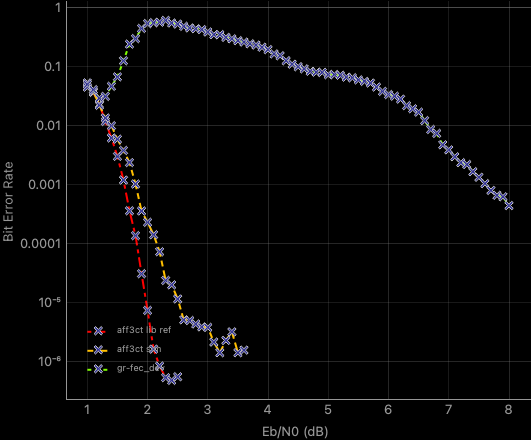 1
0.1
0.01
0.001
0.0001
10⁻⁵
10⁻⁶
Bit Error Rate
aff3ct lib ref
aff3ct
gr-fec_d
1 2 3 4 5 6 7 8
Eb/N0 (dB)